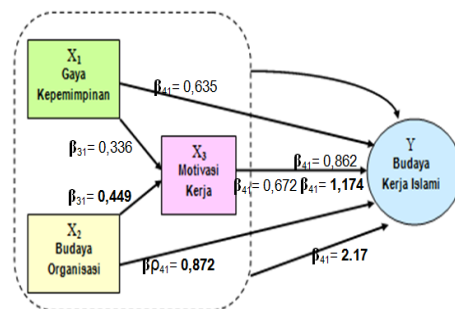 X₁
Gaya
Kepemimpinan
β₄₁= 0,635
β₃₁= 0,336
X₃
Motivasi
Kerja
β₄₁= 0,862
β₄₁= 0,672 β₄₁= 1,174
Y
Budaya
Kerja Islami
β₃₁= 0,449
X₂
Budaya
Organisasi
βρ₄₁= 0,872
β₄₁= 2.17